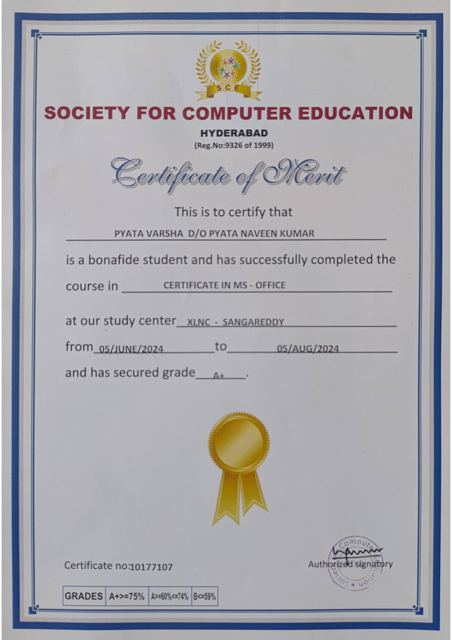 S C E
SOCIETY FOR COMPUTER EDUCATION
HYDERABAD
(Reg.No:9326 of 1999)
Certificate of Merit
This is to certify that
PYATA VARSHA D/O PYATA NAVEEN KUMAR
is a bonafide student and has successfully completed the
course in CERTIFICATE IN MS - OFFICE
at our study center XLNC - SANGAREDDY
from 05/JUNE/2024 to 05/AUG/2024
and has secured grade A+ .
Certificate no:10177107
Authorized signatory
GRADES A+>=75% A>=60%<=74% B<=59%